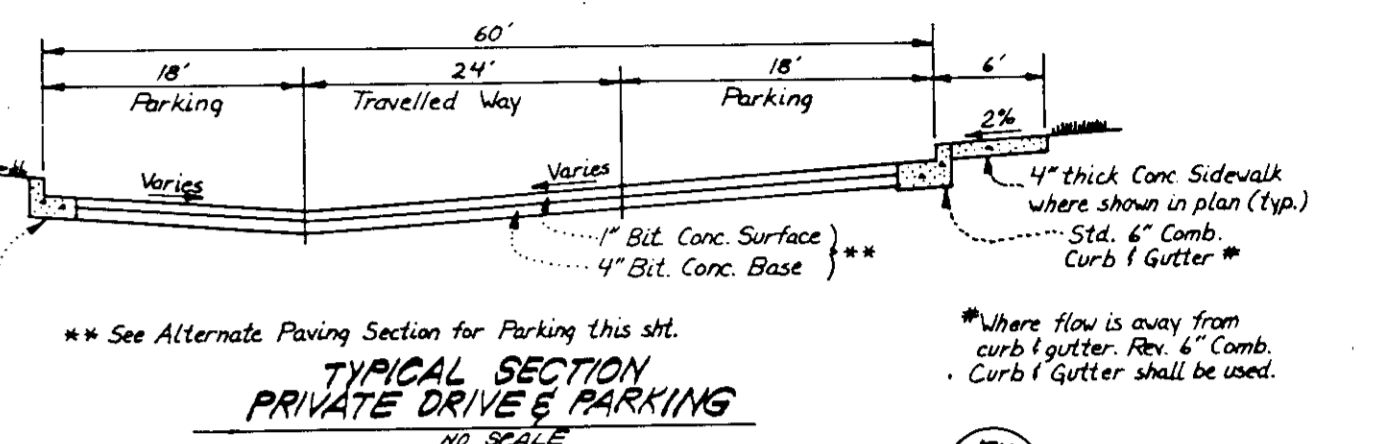 60'
18' 24' 18' 6'
Parking Travelled Way Parking
2%
Varies Varies
4" thick Conc. Sidewalk
where shown in plan (typ.)
1" Bit. Conc. Surface
4" Bit. Conc. Base
**
Std. 6" Comb.
Curb & Gutter *
** See Alternate Paving Section for Parking this sht.
*Where flow is away from
curb & gutter. Rev. 6" Comb.
Curb & Gutter shall be used.
TYPICAL SECTION
PRIVATE DRIVE & PARKING
NO SCALE